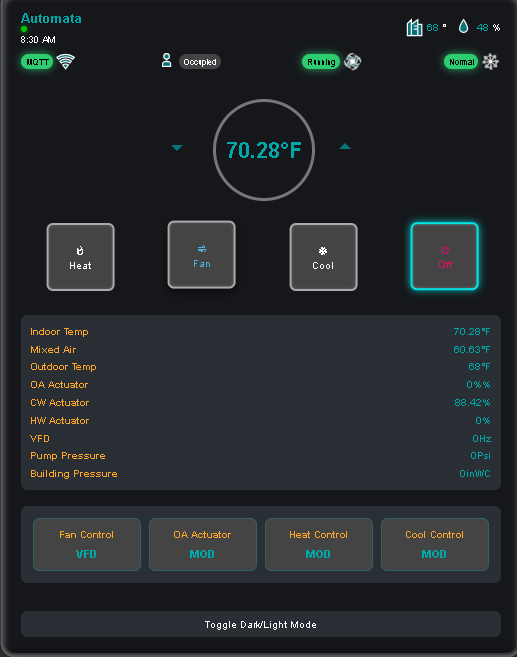 Automata
8:30 AM
68 °
48 %
MQTT
Occupied
Running
Normal
70.28°F
Heat
Fan
Cool
Off
Indoor Temp 70.28°F
Mixed Air 60.63°F
Outdoor Temp 68°F
OA Actuator 0%%
CW Actuator 88.42%
HW Actuator 0%
VFD 0Hz
Pump Pressure 0Psi
Building Pressure 0inWC
Fan Control
VFD
OA Actuator
MOD
Heat Control
MOD
Cool Control
MOD
Toggle Dark/Light Mode